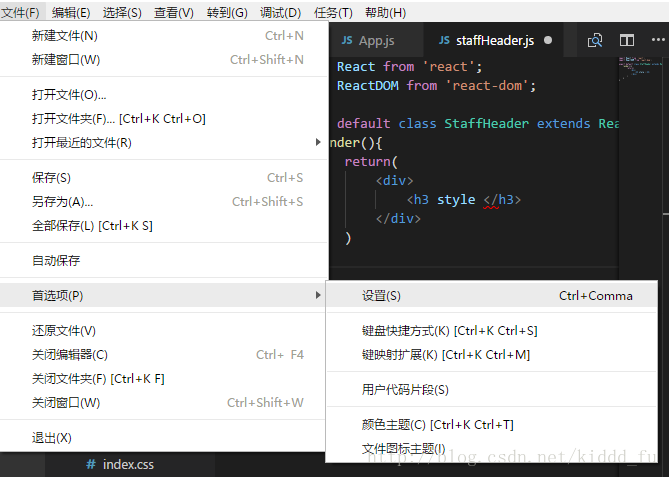 文件(F) 编辑(E) 选择(S) 查看(V) 转到(G) 调试(D) 任务(T) 帮助(H)
新建文件(N) Ctrl+N
新建窗口(W) Ctrl+Shift+N
打开文件(O)...
打开文件夹(F)... [Ctrl+K Ctrl+O]
打开最近的文件(R)
保存(S) Ctrl+S
另存为(A)... Ctrl+Shift+S
全部保存(L) [Ctrl+K S]
自动保存
首选项(P)
还原文件(V)
关闭编辑器(C) Ctrl+ F4
关闭文件夹(F) [Ctrl+K F]
关闭窗口(W) Ctrl+Shift+W
退出(X)
JS App.js JS staffHeader.js
React from 'react';
ReactDOM from 'react-dom';
default class StaffHeader extends Rea
nder(){
return(
<div>
<h3 style </h3>
</div>
)
设置(S) Ctrl+Comma
键盘快捷方式(K) [Ctrl+K Ctrl+S]
键映射扩展(K) [Ctrl+K Ctrl+M]
用户代码片段(S)
颜色主题(C) [Ctrl+K Ctrl+T]
文件图标主题(I)
# index.css
http://blog.csdn.net/kiddd_fu